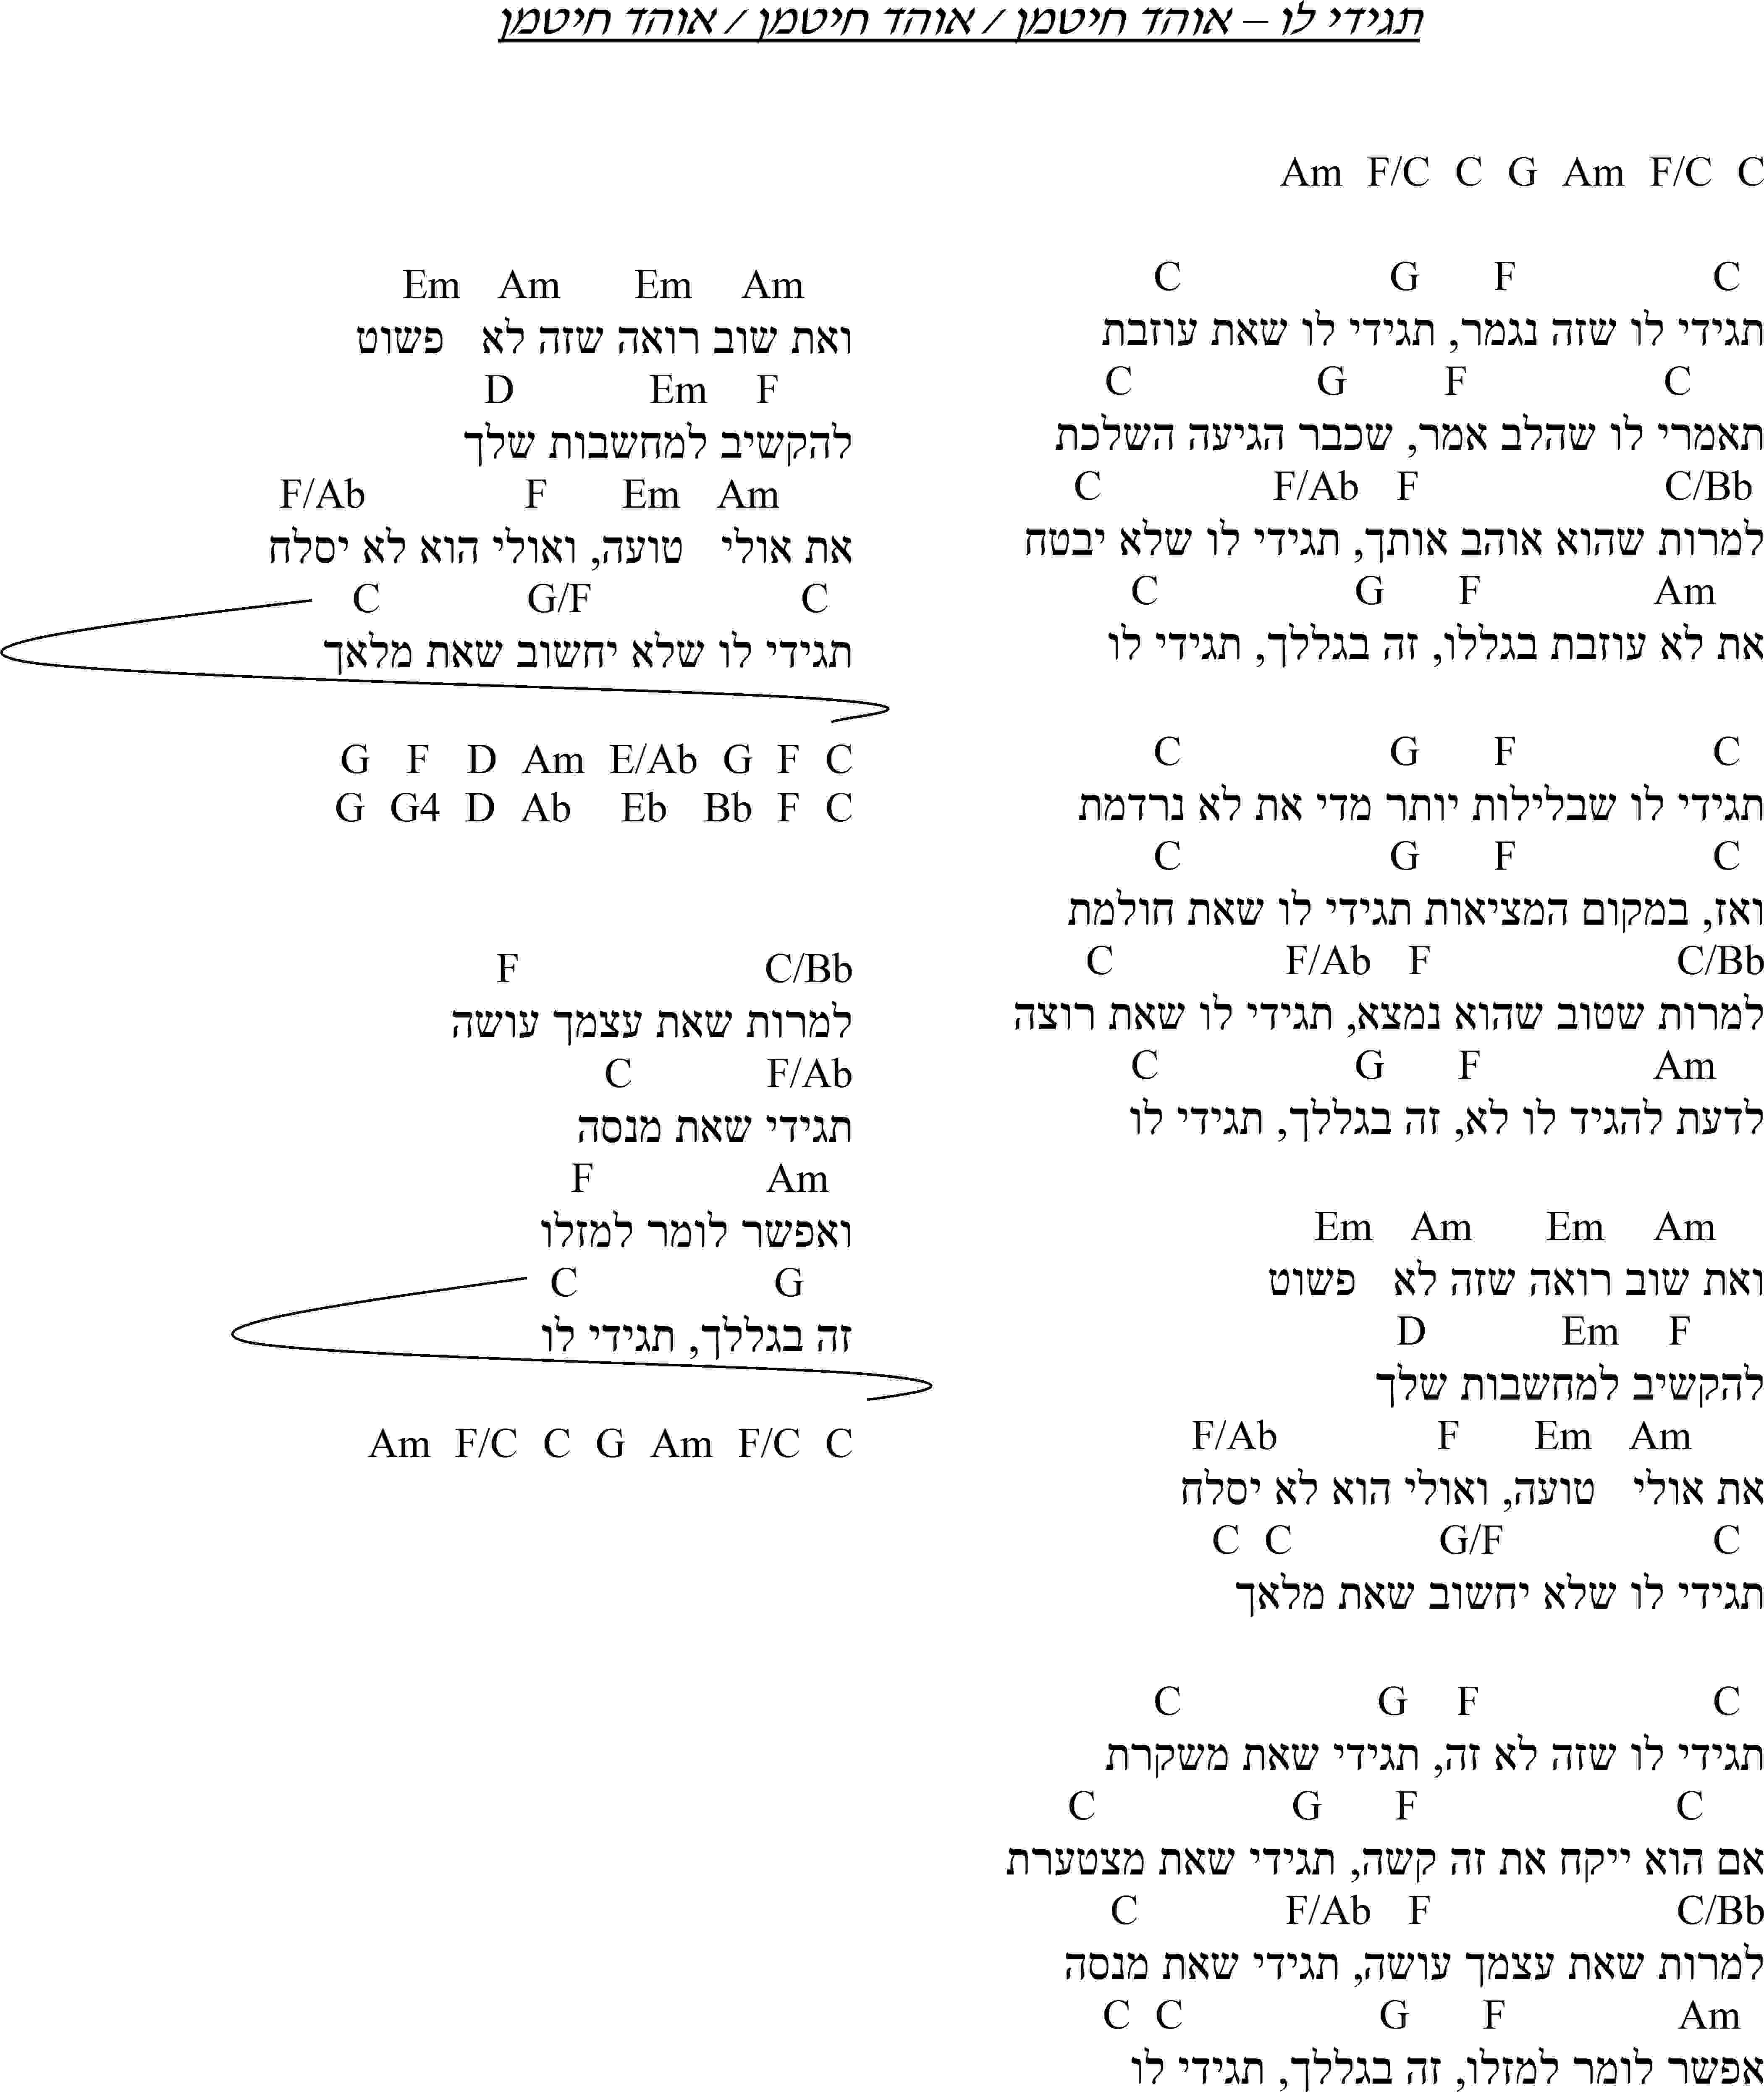 תגידי לו – אוהד חיטמן / אוהד חיטמן / אוהד חיטמן
Am F/C C G Am F/C C
C G F C
תגידי לו שזה נגמר, תגידי לו שאת עוזבת
C G F C
תאמרי לו שהלב אמר, שכבר הגיעה השלכת
C F/Ab F C/Bb
למרות שהוא אוהב אותך, תגידי לו שלא יבטח
C G F Am
את לא עוזבת בגללו, זה בגללך, תגידי לו
C G F C
תגידי לו שבלילות יותר מדי את לא נרדמת
C G F C
ואז, במקום המציאות תגידי לו שאת חולמת
C F/Ab F C/Bb
למרות שטוב שהוא נמצא, תגידי לו שאת רוצה
C G F Am
לדעת להגיד לו לא, זה בגללך, תגידי לו
Em Am Em Am
ואת שוב רואה שזה לא פשוט
D Em F
להקשיב למחשבות שלך
F/Ab F Em Am
את אולי טועה, ואולי הוא לא יסלח
C C G/F C
תגידי לו שלא יחשוב שאת מלאך
C G F C
תגידי לו שזה לא זה, תגידי שאת משקרת
C G F C
אם הוא ייקח את זה קשה, תגידי שאת מצטערת
C F/Ab F C/Bb
למרות שאת עצמך עושה, תגידי שאת מנסה
C C G F Am
אפשר לומר למזלו, זה בגללך, תגידי לו
Em Am Em Am
ואת שוב רואה שזה לא פשוט
D Em F
להקשיב למחשבות שלך
F/Ab F Em Am
את אולי טועה, ואולי הוא לא יסלח
C G/F C
תגידי לו שלא יחשוב שאת מלאך
G F D Am E/Ab G F C
G G4 D Ab Eb Bb F C
F C/Bb
למרות שאת עצמך עושה
C F/Ab
תגידי שאת מנסה
F Am
ואפשר לומר למזלו
C G
זה בגללך, תגידי לו
Am F/C C G Am F/C C